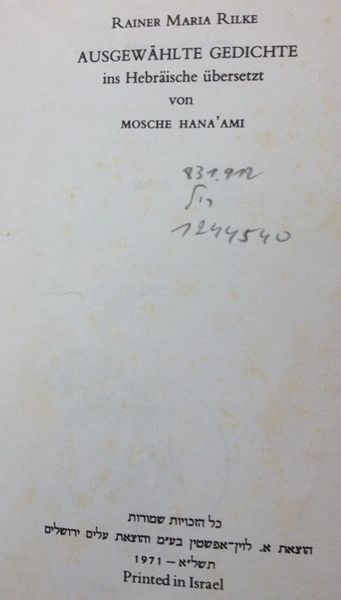 RAINER MARIA RILKE
AUSGEWÄHLTE GEDICHTE
ins Hebräische übersetzt
von
MOSCHE HANA'AMI
831.912
ריל
1244540
כל הזכויות שמורות
הוצאת א. לוין-אפשטין בע״מ והוצאת עלים ירושלים
תשל״א – 1971
Printed in Israel